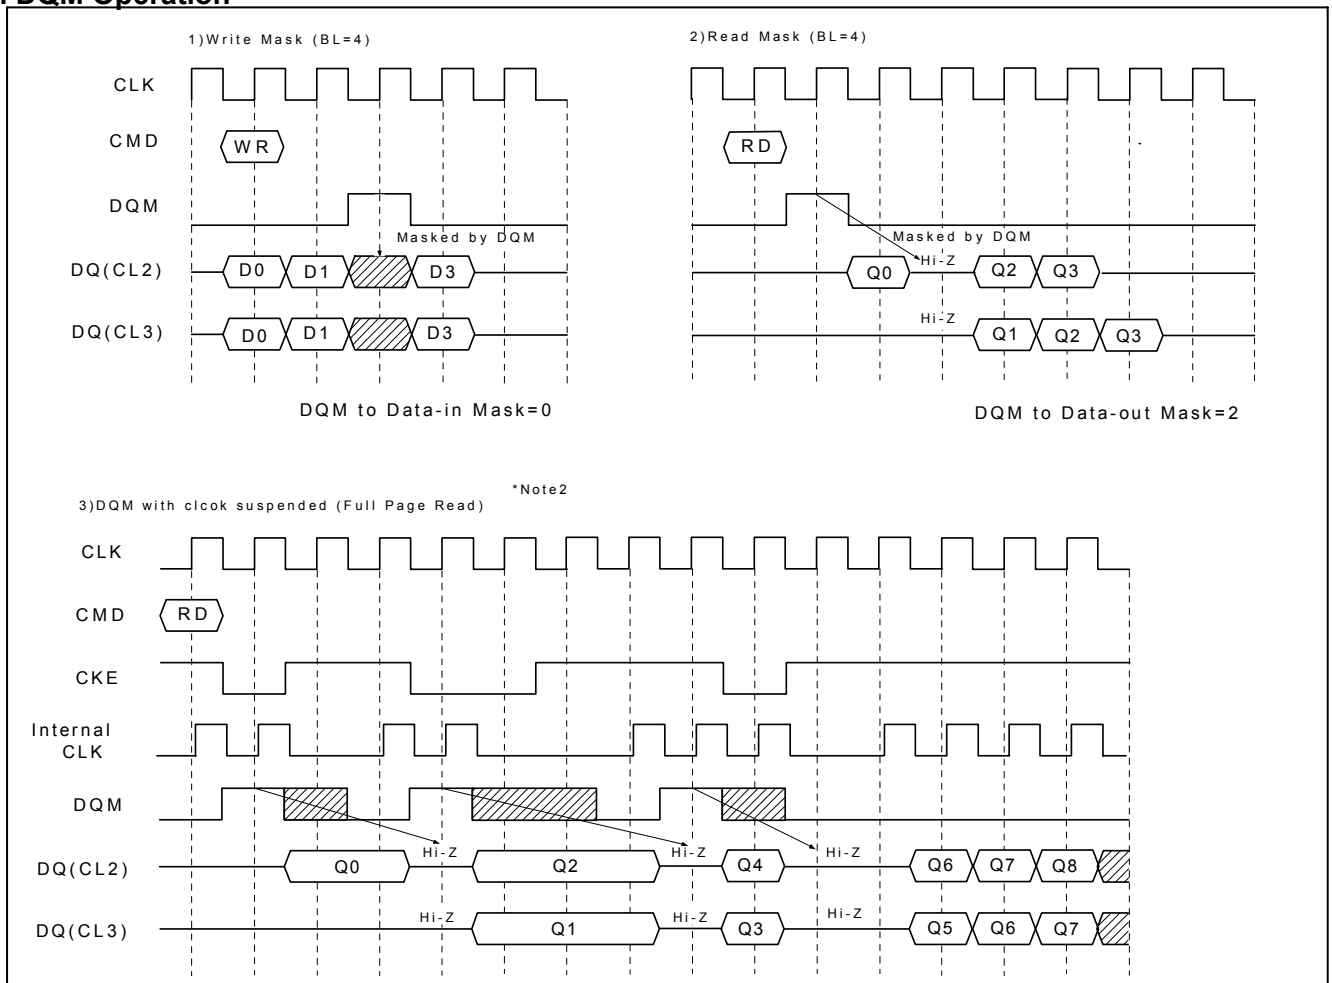 DQM Operation
1)Write Mask (BL=4)
2)Read Mask (BL=4)
CLK
CMD
WR
RD
DQM
Masked by DQM
Masked by DQM
DQ(CL2)
D0
D1
D3
Q0
Hi-Z
Q2
Q3
DQ(CL3)
D0
D1
D3
Hi-Z
Q1
Q2
Q3
DQM to Data-in Mask=0
DQM to Data-out Mask=2
*Note2
3)DQM with clcok suspended (Full Page Read)
CLK
CMD
RD
CKE
Internal
CLK
DQM
DQ(CL2)
Q0
Hi-Z
Q2
Hi-Z
Q4
Hi-Z
Q6
Q7
Q8
DQ(CL3)
Hi-Z
Q1
Hi-Z
Q3
Hi-Z
Q5
Q6
Q7